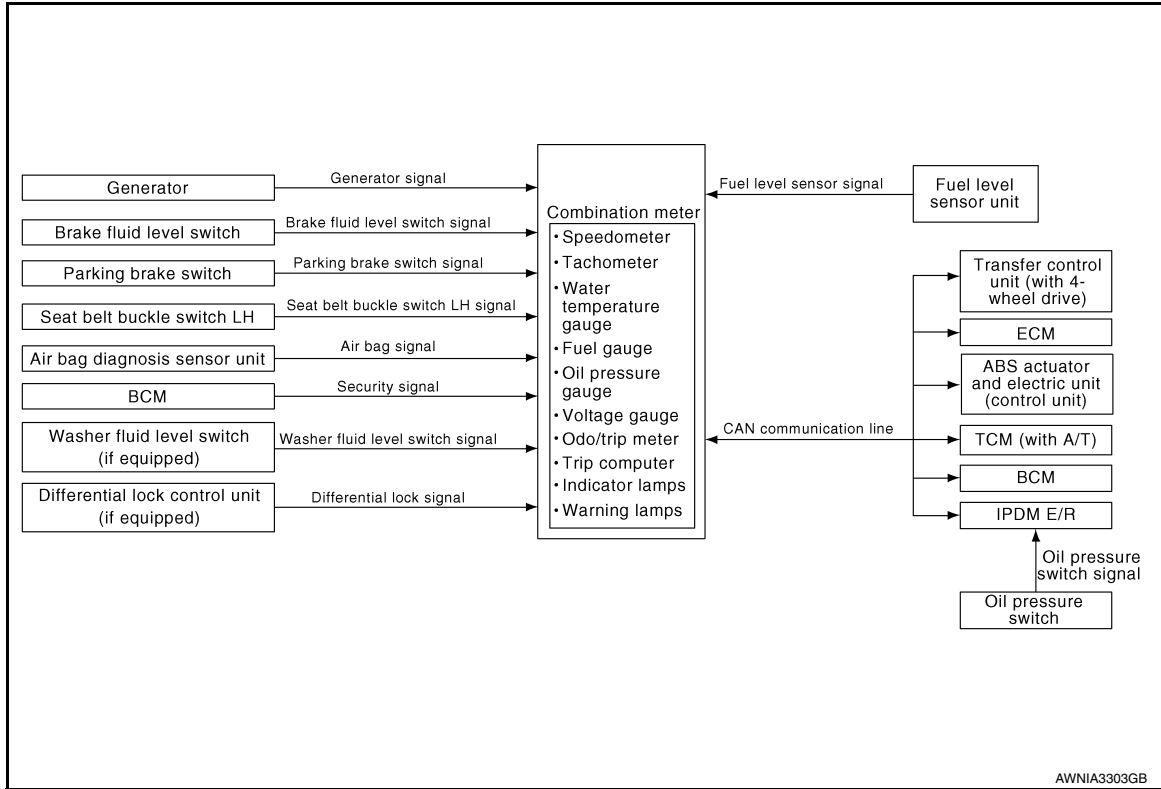 Generator
Generator signal
Brake fluid level switch
Brake fluid level switch signal
Parking brake switch
Parking brake switch signal
Seat belt buckle switch LH
Seat belt buckle switch LH signal
Air bag diagnosis sensor unit
Air bag signal
BCM
Security signal
Washer fluid level switch
(if equipped)
Washer fluid level switch signal
Differential lock control unit
(if equipped)
Differential lock signal
Combination meter
• Speedometer
• Tachometer
• Water
temperature
gauge
• Fuel gauge
• Oil pressure
gauge
• Voltage gauge
• Odo/trip meter
• Trip computer
• Indicator lamps
• Warning lamps
Fuel level sensor signal
Fuel level
sensor unit
CAN communication line
Transfer control
unit (with 4-
wheel drive)
ECM
ABS actuator
and electric unit
(control unit)
TCM (with A/T)
BCM
IPDM E/R
Oil pressure
switch signal
Oil pressure
switch
AWNIA3303GB